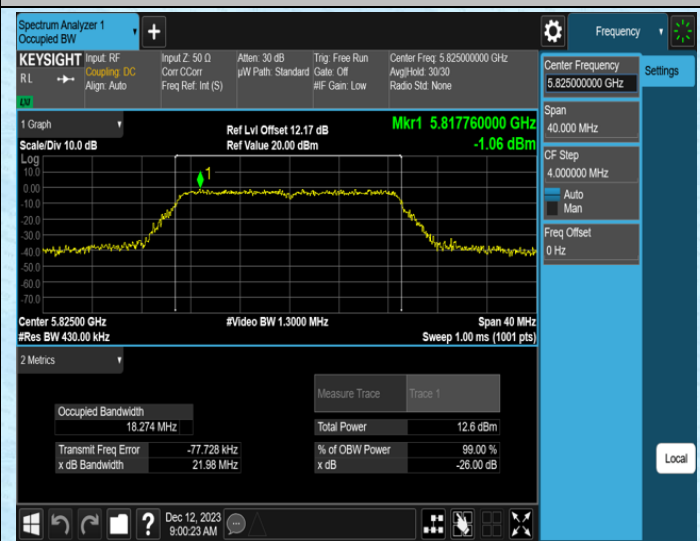 Spectrum Analyzer 1
Occupied BW
Frequency
KEYSIGHT
RL
LXI
Input: RF
Coupling: DC
Align: Auto
Input Z: 50 Ω
Corr CCorr
Freq Ref: Int (S)
Atten: 30 dB
µW Path: Standard
Trig: Free Run
Gate: Off
#IF Gain: Low
Center Freq: 5.825000000 GHz
Avg|Hold: 30/30
Radio Std: None
Center Frequency
5.825000000 GHz
Settings
Span
40.000 MHz
CF Step
4.000000 MHz
Auto
Man
Freq Offset
0 Hz
1 Graph
Scale/Div 10.0 dB
Ref Lvl Offset 12.17 dB
Ref Value 20.00 dBm
Mkr1 5.817760000 GHz
-1.06 dBm
Log
10.0
0.00
-10.0
-20.0
-30.0
-40.0
-50.0
-60.0
-70.0
1
Center 5.82500 GHz
#Res BW 430.00 kHz
#Video BW 1.3000 MHz
Span 40 MHz
Sweep 1.00 ms (1001 pts)
2 Metrics
Measure Trace
Trace 1
Occupied Bandwidth
18.274 MHz
Total Power
12.6 dBm
Transmit Freq Error
-77.728 kHz
% of OBW Power
99.00 %
x dB Bandwidth
21.98 MHz
x dB
-26.00 dB
Local
?
Dec 12, 2023
9:00:23 AM